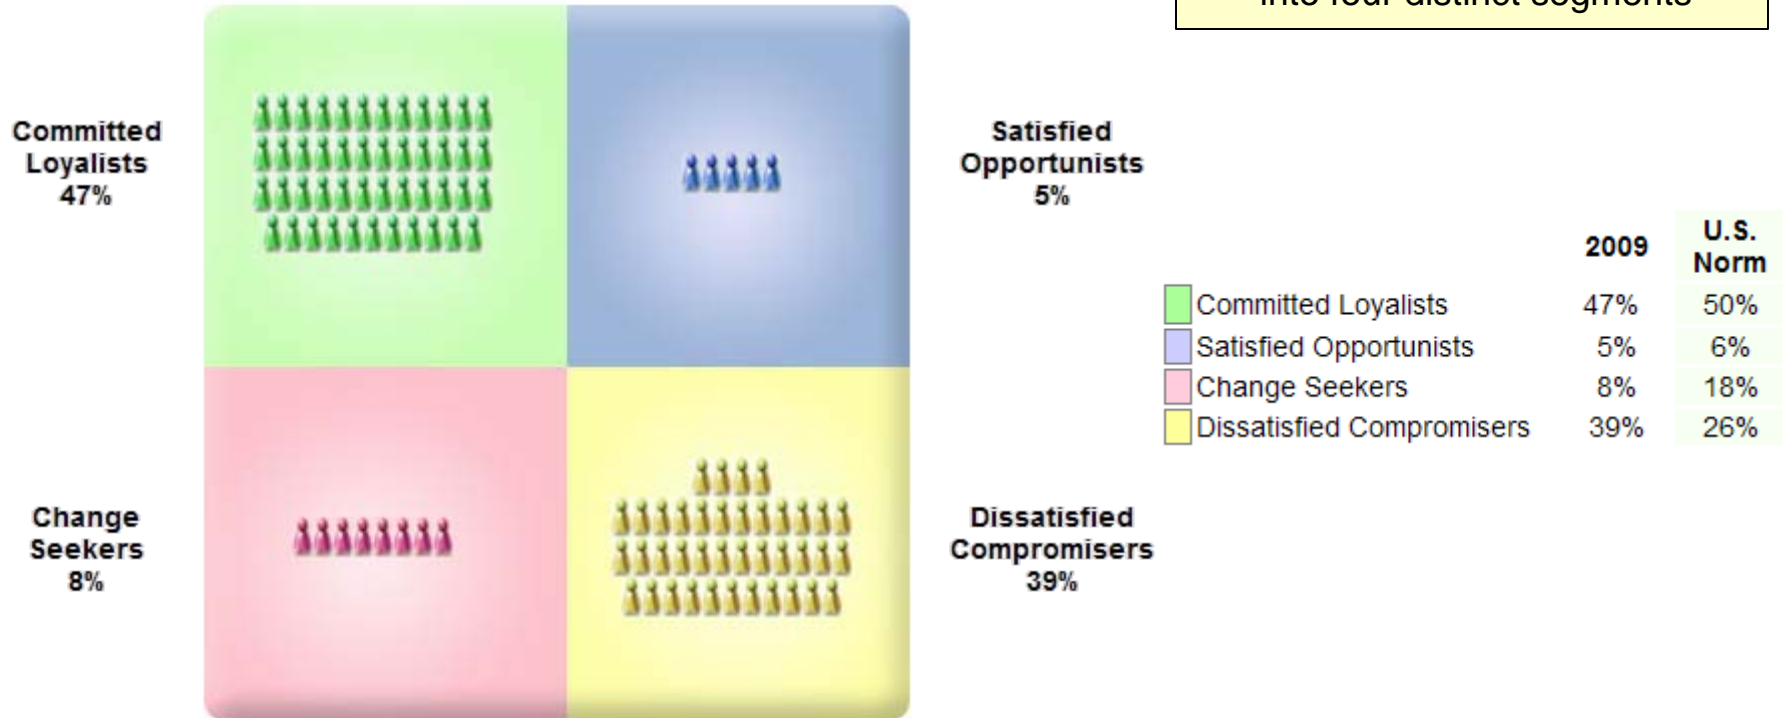 into four distinct segments
Committed
Loyalists
47%
Satisfied
Opportunists
5%
Change
Seekers
8%
Dissatisfied
Compromisers
39%
2009 U.S. Norm
Committed Loyalists 47% 50%
Satisfied Opportunists 5% 6%
Change Seekers 8% 18%
Dissatisfied Compromisers 39% 26%